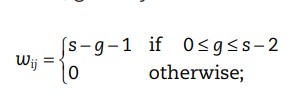 w_ij = { s - g - 1 if 0 ≤ g ≤ s - 2
0 otherwise;